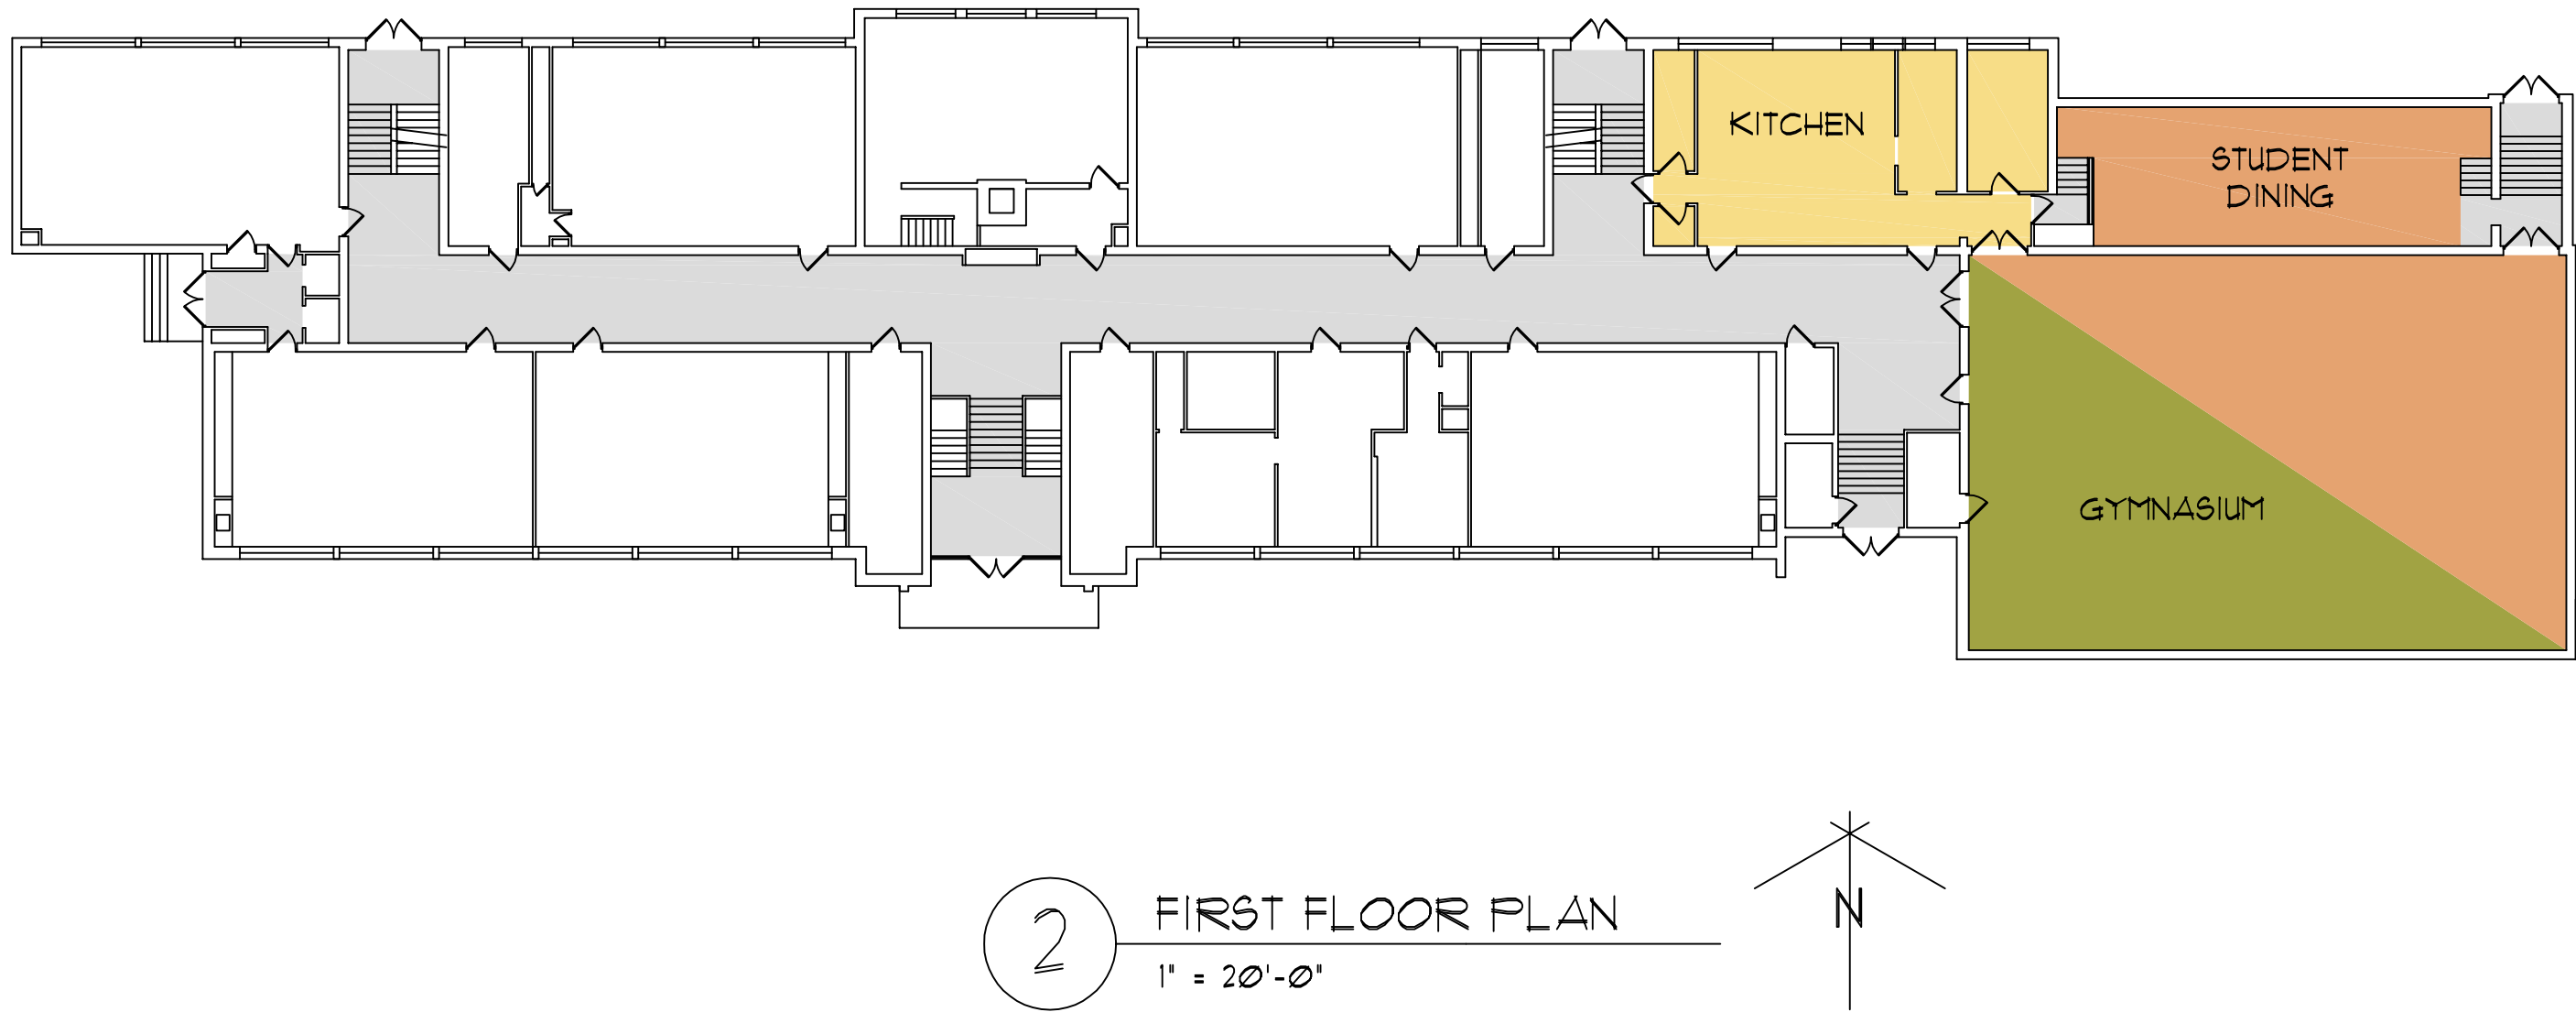 KITCHEN
STUDENT
DINING
GYMNASIUM
2
FIRST FLOOR PLAN
1" = 20'-0"
N